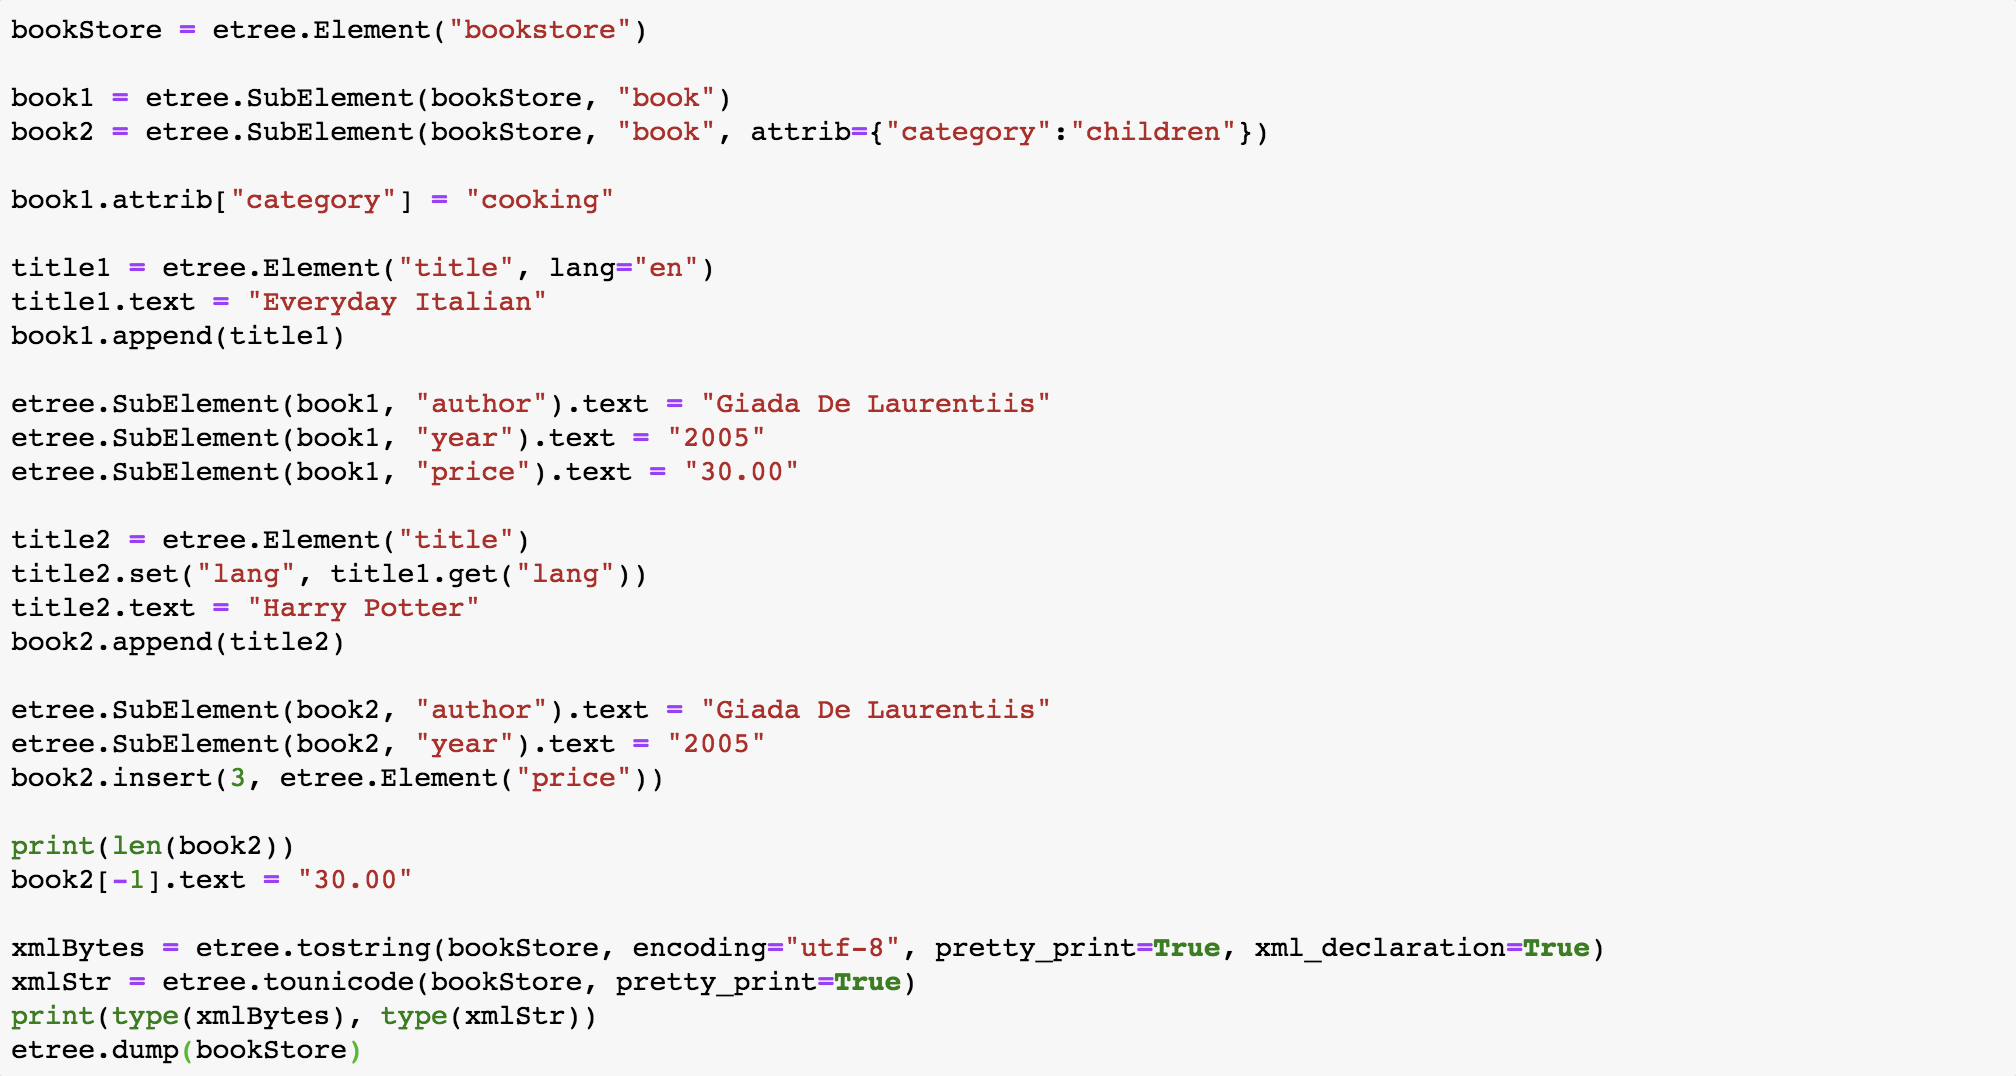 bookStore = etree.Element("bookstore")
book1 = etree.SubElement(bookStore, "book")
book2 = etree.SubElement(bookStore, "book", attrib={"category":"children"})
book1.attrib["category"] = "cooking"
title1 = etree.Element("title", lang="en")
title1.text = "Everyday Italian"
book1.append(title1)
etree.SubElement(book1, "author").text = "Giada De Laurentiis"
etree.SubElement(book1, "year").text = "2005"
etree.SubElement(book1, "price").text = "30.00"
title2 = etree.Element("title")
title2.set("lang", title1.get("lang"))
title2.text = "Harry Potter"
book2.append(title2)
etree.SubElement(book2, "author").text = "Giada De Laurentiis"
etree.SubElement(book2, "year").text = "2005"
book2.insert(3, etree.Element("price"))
print(len(book2))
book2[-1].text = "30.00"
xmlBytes = etree.tostring(bookStore, encoding="utf-8", pretty_print=True, xml_declaration=True)
xmlStr = etree.tounicode(bookStore, pretty_print=True)
print(type(xmlBytes), type(xmlStr))
etree.dump(bookStore)